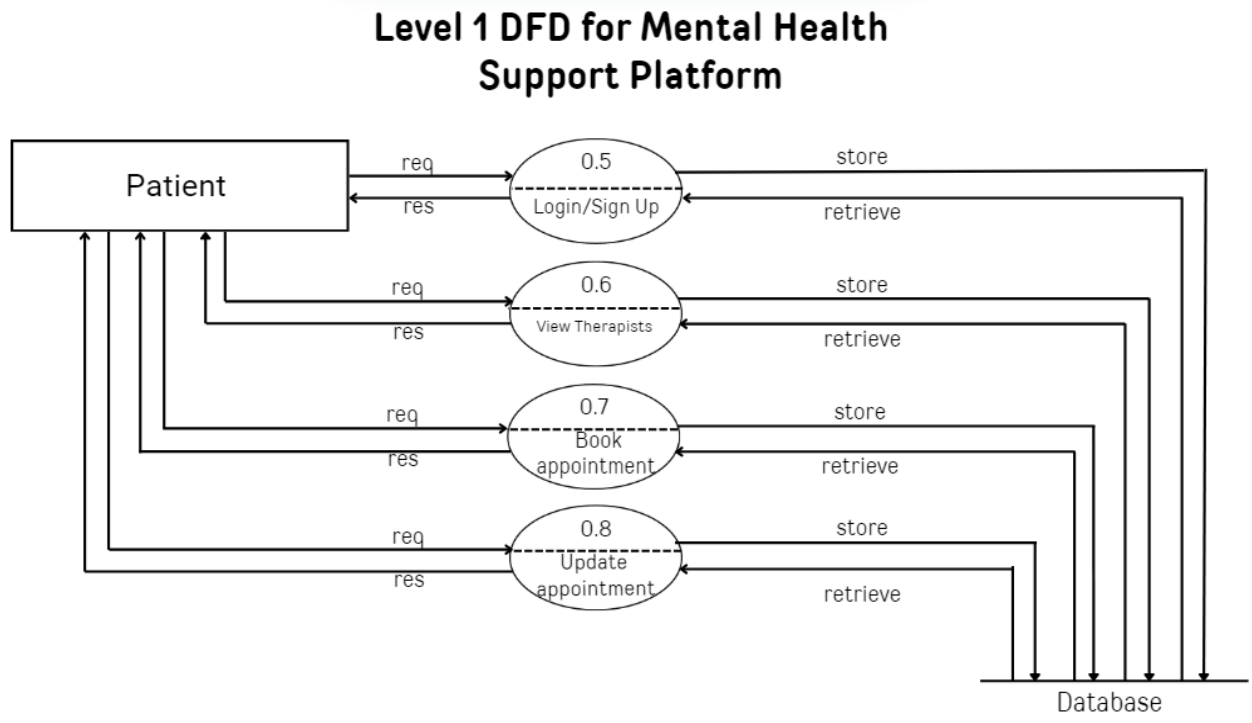 Level 1 DFD for Mental Health
Support Platform
Patient
req
res
0.5
Login/Sign Up
store
retrieve
req
res
0.6
View Therapists
store
retrieve
req
res
0.7
Book
appointment
store
retrieve
req
res
0.8
Update
appointment
store
retrieve
Database